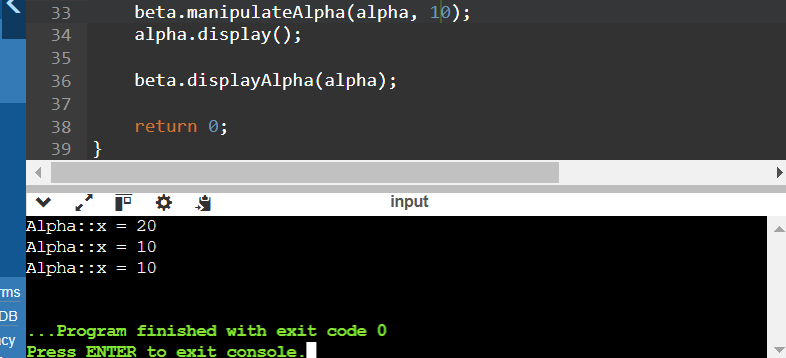 33 beta.manipulateAlpha(alpha, 10);
34 alpha.display();
35
36 beta.displayAlpha(alpha);
37
38 return 0;
39 }
input
Alpha::x = 20
Alpha::x = 10
Alpha::x = 10
rms
DB
cy
...Program finished with exit code 0
Press ENTER to exit console.